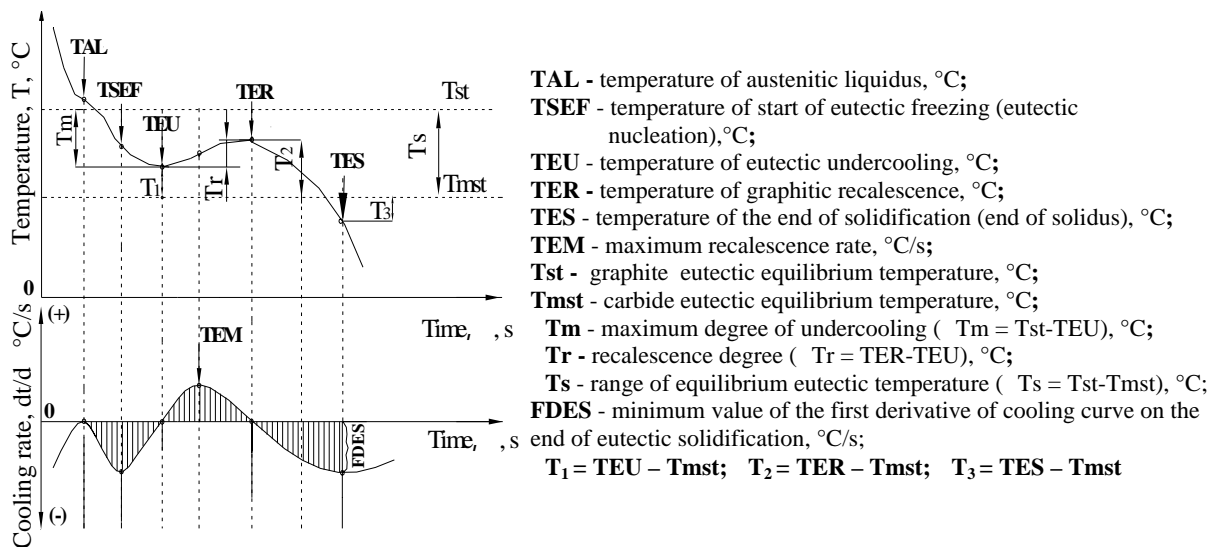 Temperature, T, °C
TAL
TSEF
TER
Tst
Tm
TEU
T2
Ts
TES
T1
Tr
Tmst
T3
0
Time, , s
Cooling rate, dt/d °C/s
(+)
TEM
0
Time, , s
FDES
(-)
TAL - temperature of austenitic liquidus, °C;
TSEF - temperature of start of eutectic freezing (eutectic
nucleation),°C;
TEU - temperature of eutectic undercooling, °C;
TER - temperature of graphitic recalescence, °C;
TES - temperature of the end of solidification (end of solidus), °C;
TEM - maximum recalescence rate, °C/s;
Tst - graphite eutectic equilibrium temperature, °C;
Tmst - carbide eutectic equilibrium temperature, °C;
Tm - maximum degree of undercooling ( Tm = Tst-TEU), °C;
Tr - recalescence degree ( Tr = TER-TEU), °C;
Ts - range of equilibrium eutectic temperature ( Ts = Tst-Tmst), °C;
FDES - minimum value of the first derivative of cooling curve on the
end of eutectic solidification, °C/s;
T1 = TEU – Tmst; T2 = TER – Tmst; T3 = TES – Tmst